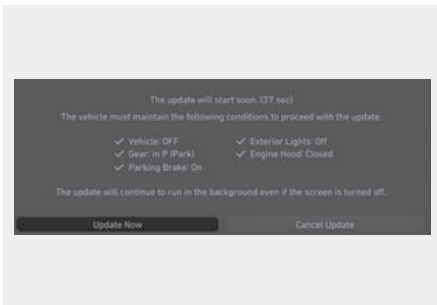 The update will start soon. (37 sec)
The vehicle must maintain the following conditions to proceed with the update.
✓ Vehicle: OFF
✓ Gear: in P (Park)
✓ Parking Brake: On
✓ Exterior Lights: Off
✓ Engine Hood: Closed
The update will continue to run in the background even if the screen is turned off.
Update Now
Cancel Update